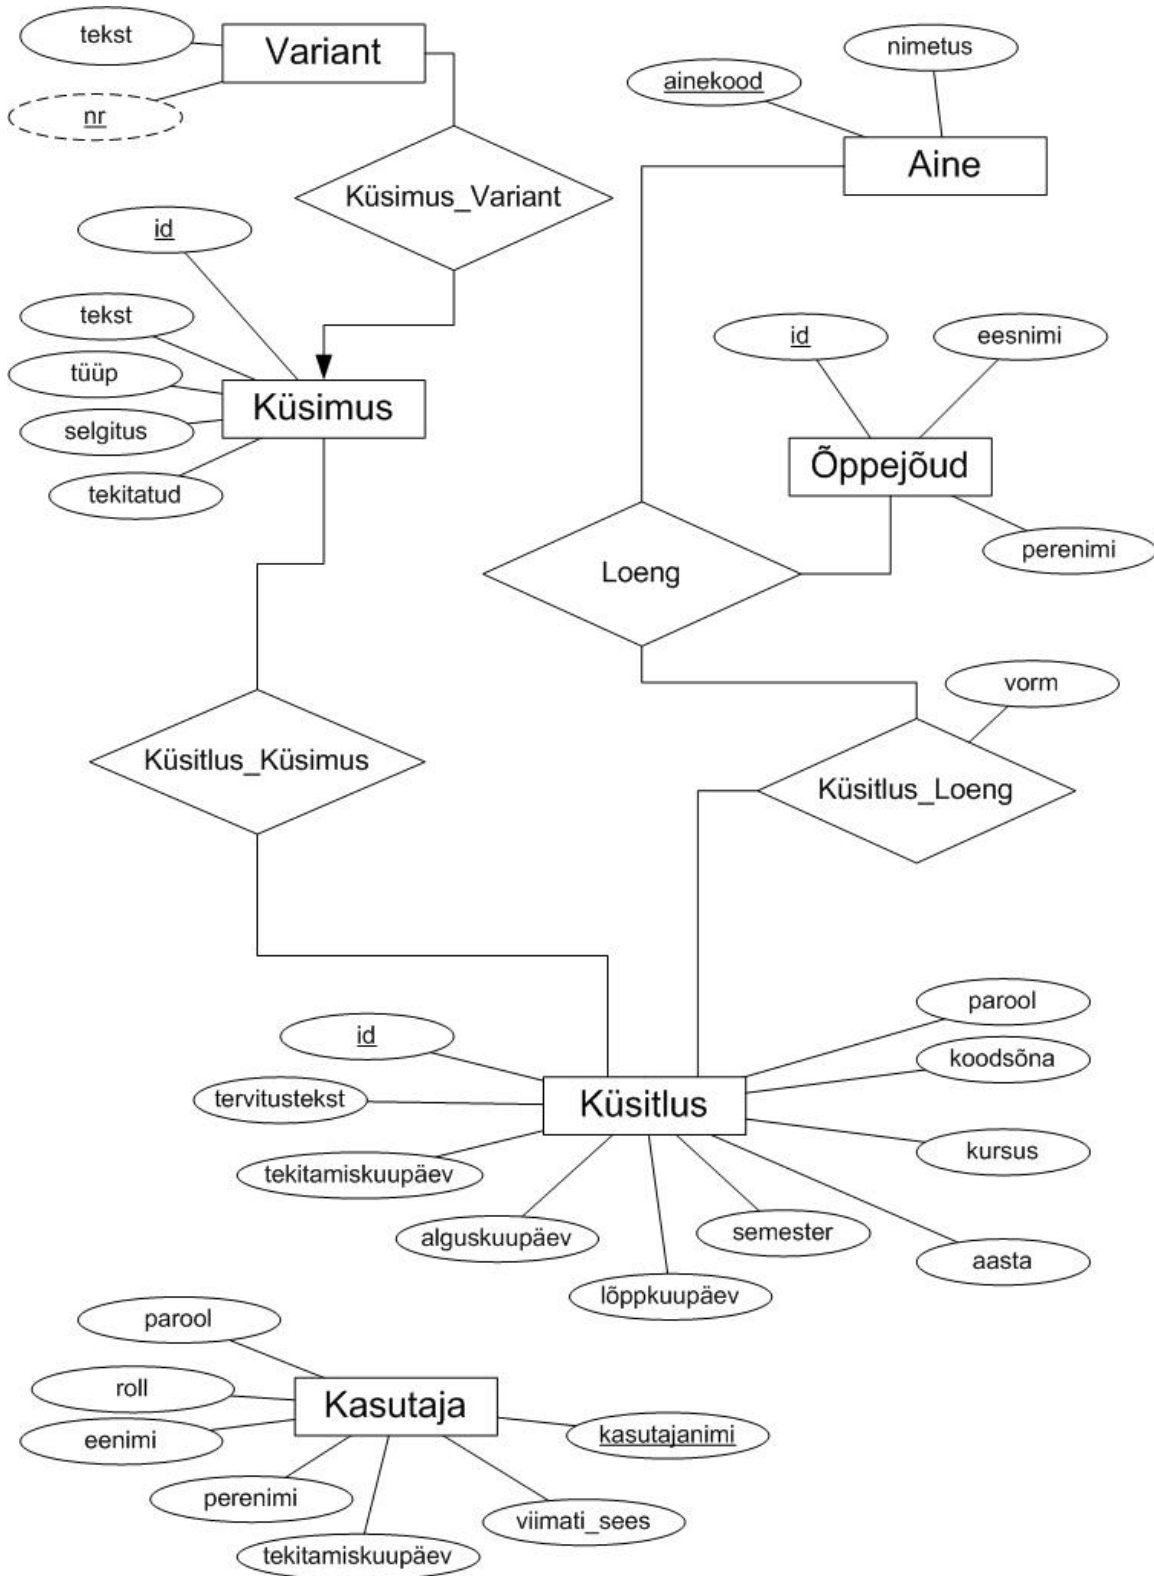 tekst
Variant
nr
nimetus
ainekood
Aine
Küsimus_Variant
id
tekst
tüüp
selgitus
tekitatud
Küsimus
id
eesnimi
Õppejõud
perenimi
Loeng
vorm
Küsitlus_Küsimus
Küsitlus_Loeng
id
tervitustekst
tekitamiskuupäev
alguskuupäev
lõppkuupäev
semester
Küsitlus
parool
koodsõna
kursus
aasta
parool
roll
eenimi
perenimi
tekitamiskuupäev
Kasutaja
kasutajanimi
viimati_sees